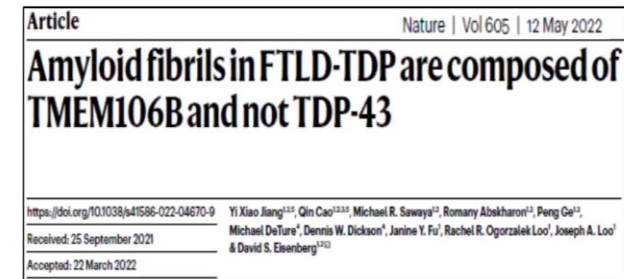 Article
Nature | Vol 605 | 12 May 2022
Amyloid fibrils in FTLD-TDP are composed of
TMEM106B and not TDP-43
https://doi.org/10.1038/s41586-022-04670-9
Received: 25 September 2021
Accepted: 22 March 2022
Yi Xiao Jiang, Qin Cao, Michael R. Sawaya, Romany Abskharon, Peng Ge,
Michael DeTure, Dennis W. Dickson, Janine Y. Fu, Rachel R. Ogorzalek Loo, Joseph A. Loo
& David S. Eisenberg